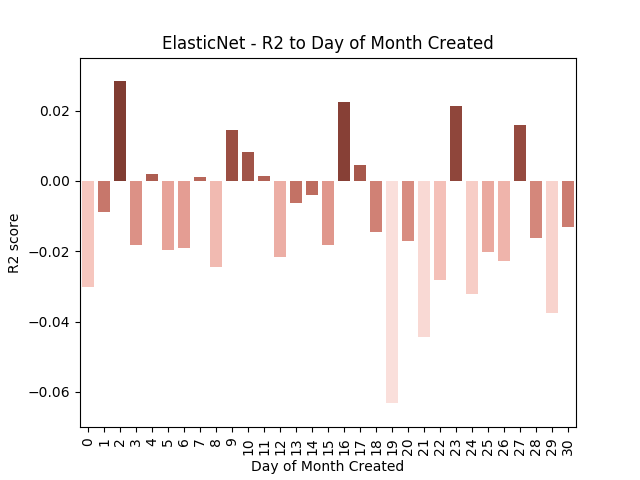 ElasticNet - R2 to Day of Month Created
R2 score
0.02
0.00
−0.02
−0.04
−0.06
0 1 2 3 4 5 6 7 8 9 10 11 12 13 14 15 16 17 18 19 20 21 22 23 24 25 26 27 28 29 30
Day of Month Created